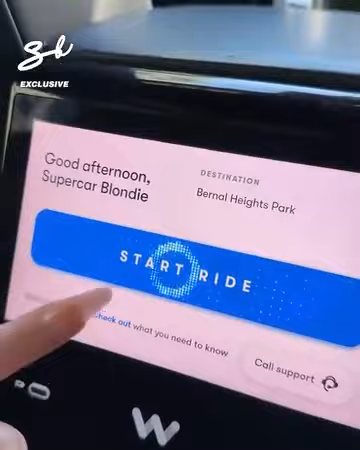 Sb
EXCLUSIVE
Good afternoon,
Supercar Blondie
DESTINATION
Bernal Heights Park
START RIDE
Check out what you need to know
Call support